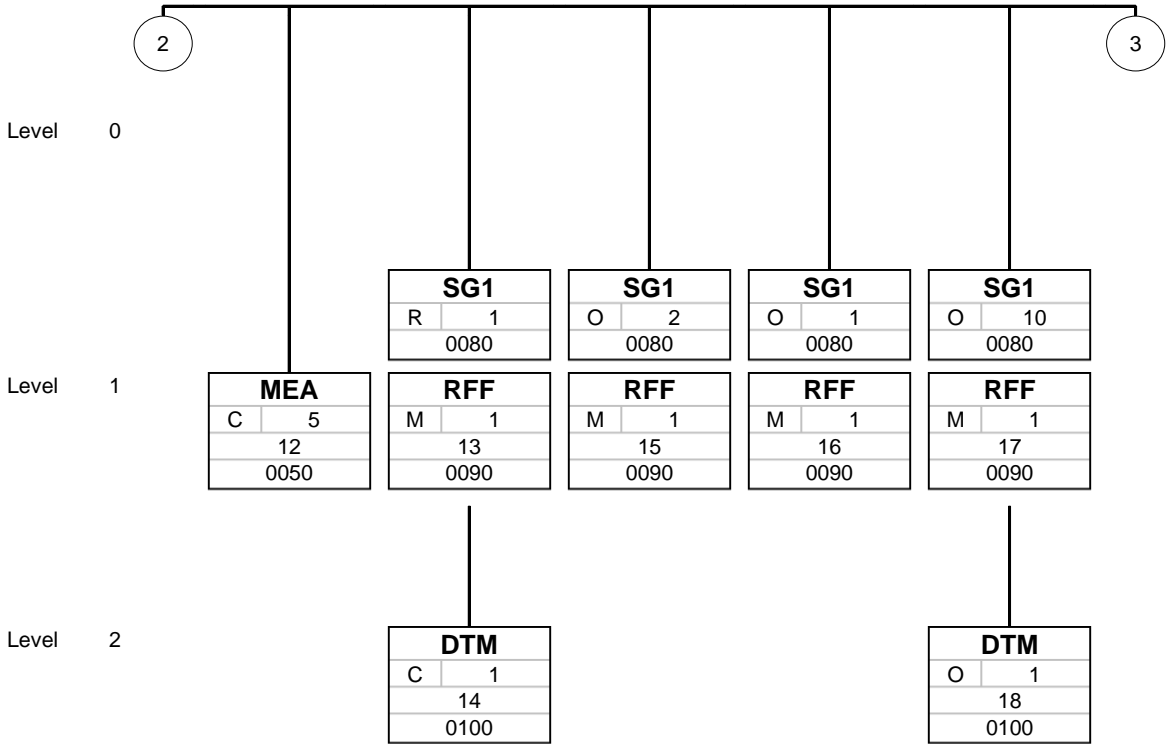 2 3
Level 0
SG1 SG1 SG1 SG1
R 1 O 2 O 1 O 10
0080 0080 0080 0080
Level 1
MEA RFF RFF RFF RFF
C 5 M 1 M 1 M 1 M 1
12 13 15 16 17
0050 0090 0090 0090 0090
Level 2
DTM DTM
C 1 O 1
14 18
0100 0100